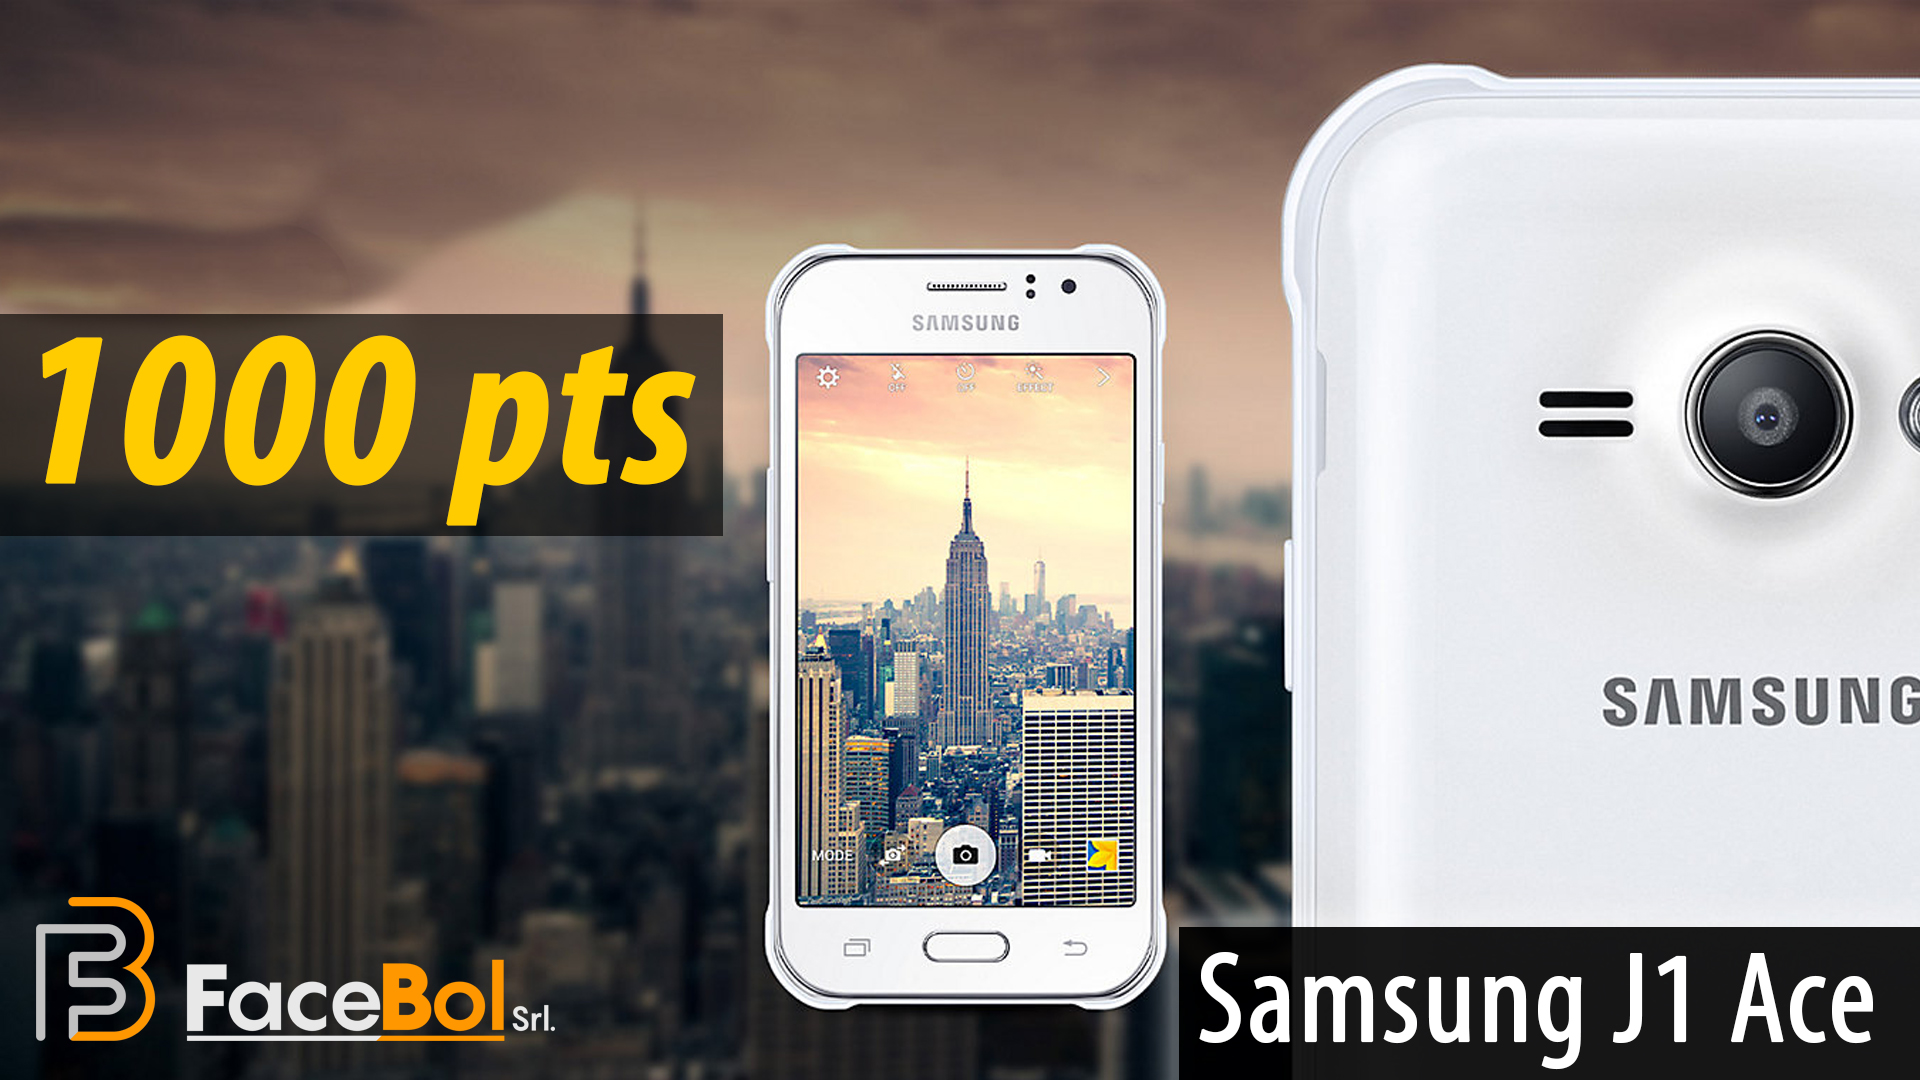 1000 pts
SAMSUNG
OFF
OFF
EFFECT
MODE
SAMSUNG
FaceBol Srl.
Samsung J1 Ace